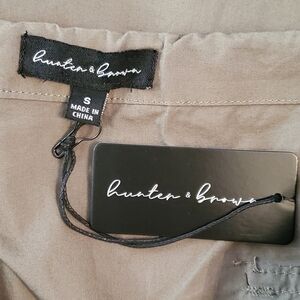 hunter & brown
S
MADE IN
CHINA
hunter & brown